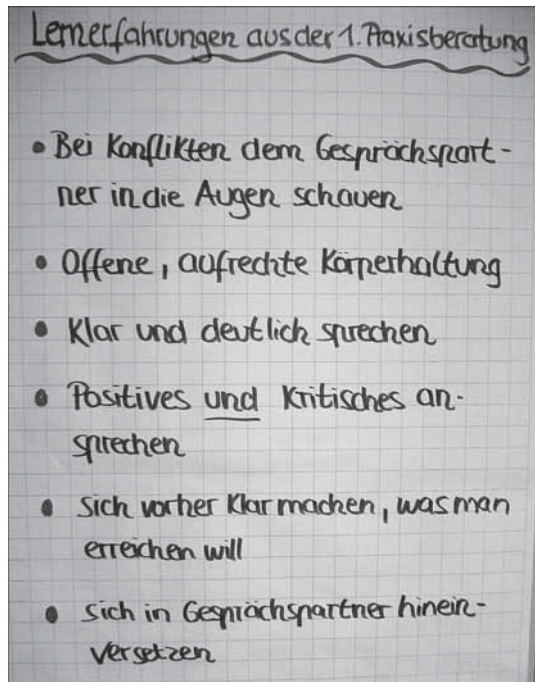 Lernerfahrungen aus der 1. Praxisberatung
• Bei Konflikten dem Gesprächspart-
ner in die Augen schauen
• Offene, aufrechte Körperhaltung
• Klar und deutlich sprechen
• Positives und Kritisches an-
sprechen
• Sich vorher klar machen, was man
erreichen will
• Sich in Gesprächspartner hinein-
versetzen